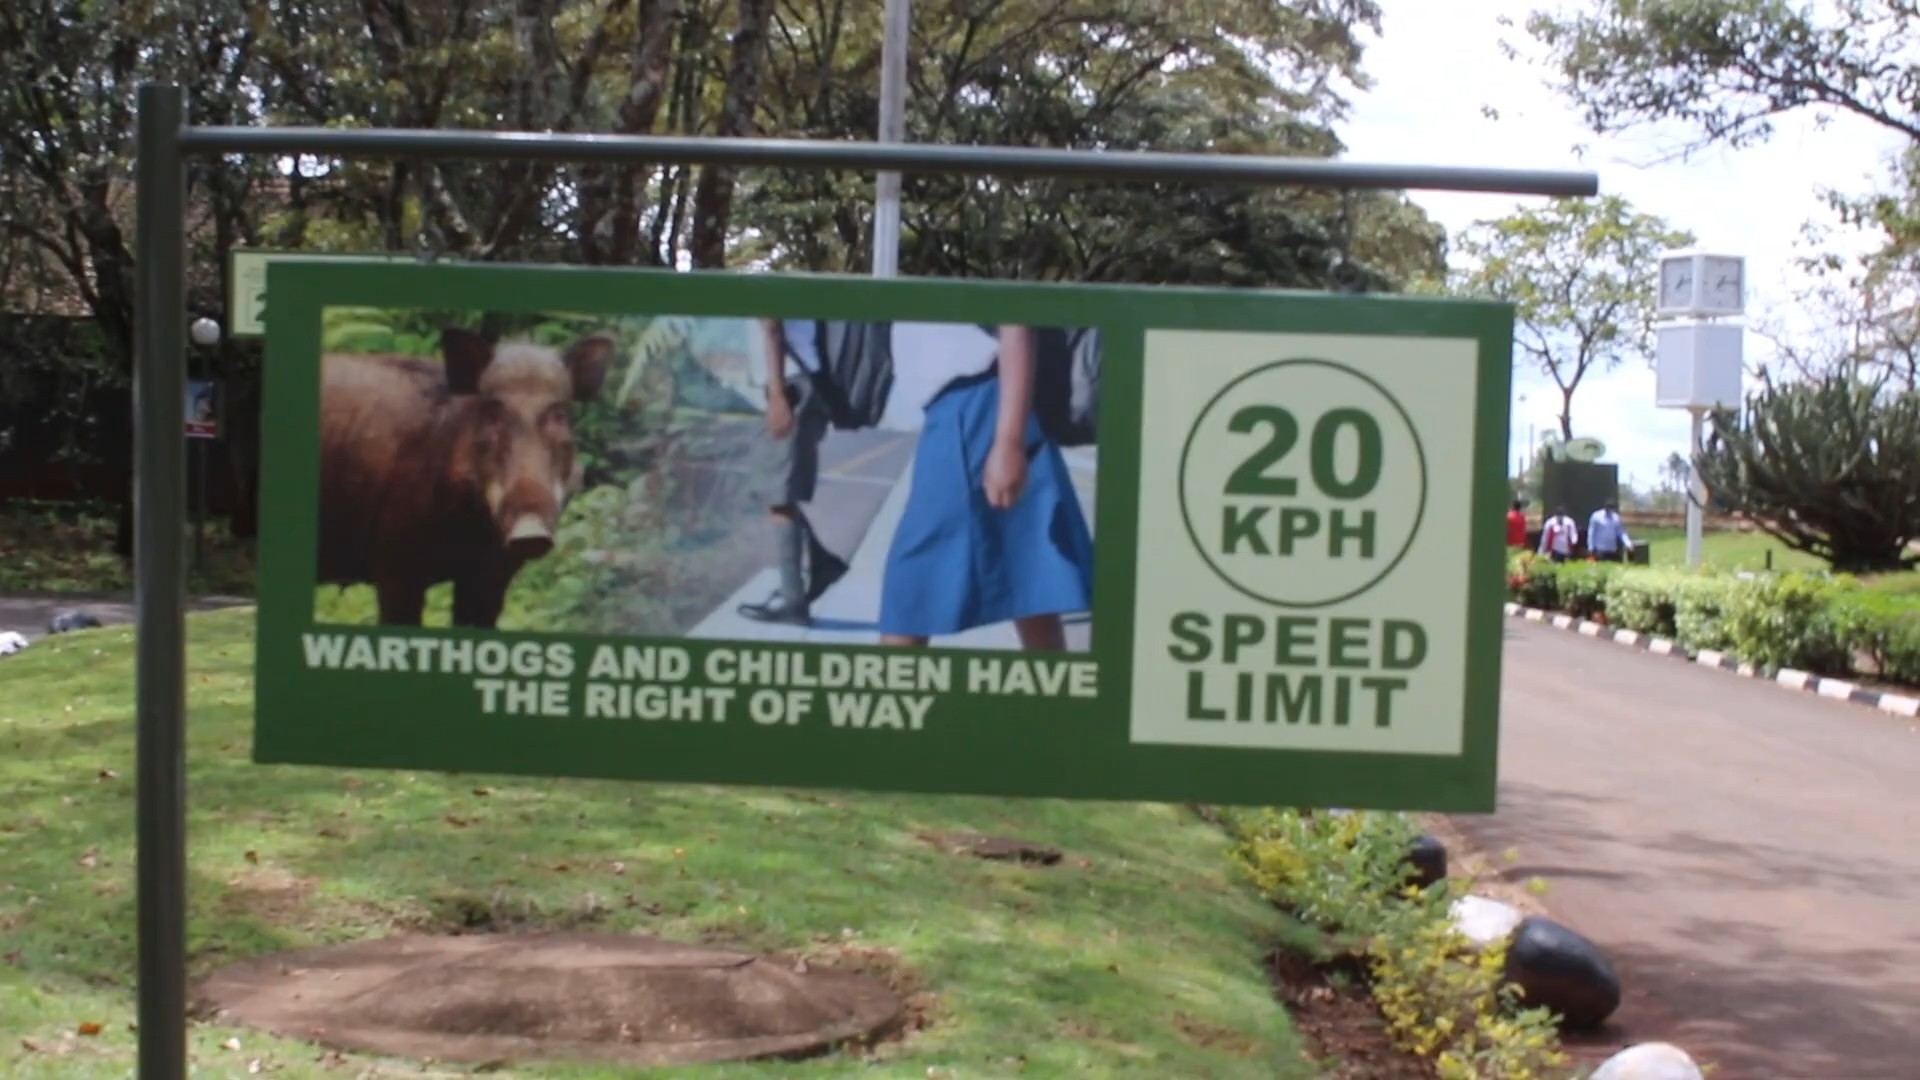 WARTHOGS AND CHILDREN HAVE
THE RIGHT OF WAY
20
KPH
SPEED
LIMIT